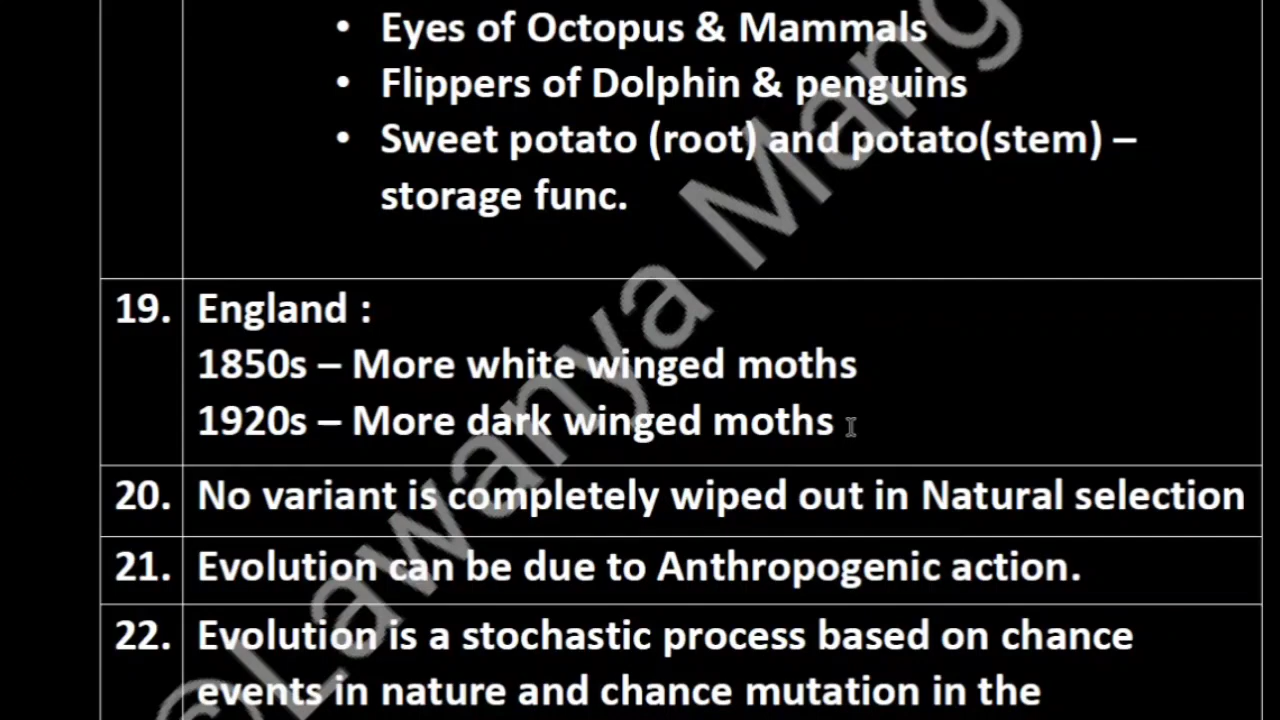 • Eyes of Octopus & Mammals
• Flippers of Dolphin & penguins
• Sweet potato (root) and potato(stem) –
storage func.
19. England :
1850s – More white winged moths
1920s – More dark winged moths
20. No variant is completely wiped out in Natural selection
21. Evolution can be due to Anthropogenic action.
22. Evolution is a stochastic process based on chance
events in nature and chance mutation in the
©Lawanya Mang